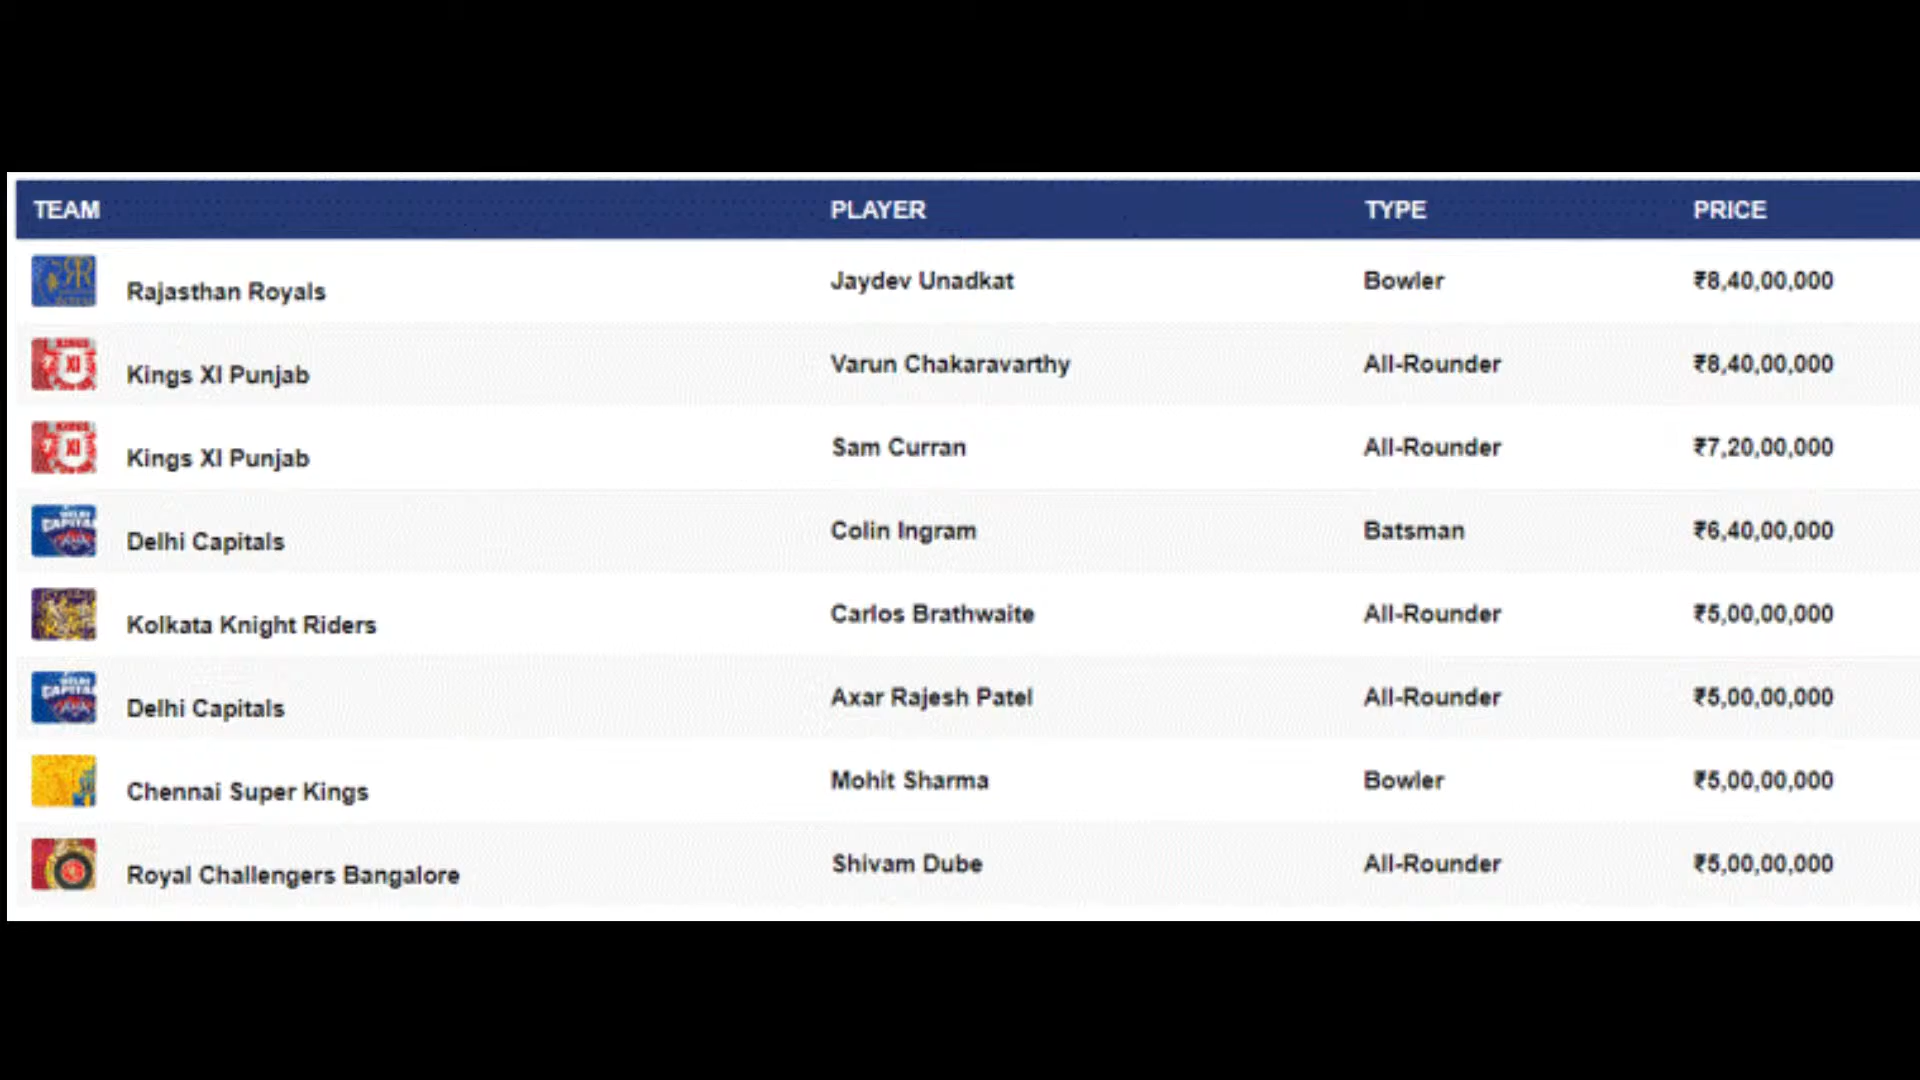 TEAM PLAYER TYPE PRICE
Rajasthan Royals Jaydev Unadkat Bowler ₹8,40,00,000
Kings XI Punjab Varun Chakaravarthy All-Rounder ₹8,40,00,000
Kings XI Punjab Sam Curran All-Rounder ₹7,20,00,000
Delhi Capitals Colin Ingram Batsman ₹6,40,00,000
Kolkata Knight Riders Carlos Brathwaite All-Rounder ₹5,00,00,000
Delhi Capitals Axar Rajesh Patel All-Rounder ₹5,00,00,000
Chennai Super Kings Mohit Sharma Bowler ₹5,00,00,000
Royal Challengers Bangalore Shivam Dube All-Rounder ₹5,00,00,000